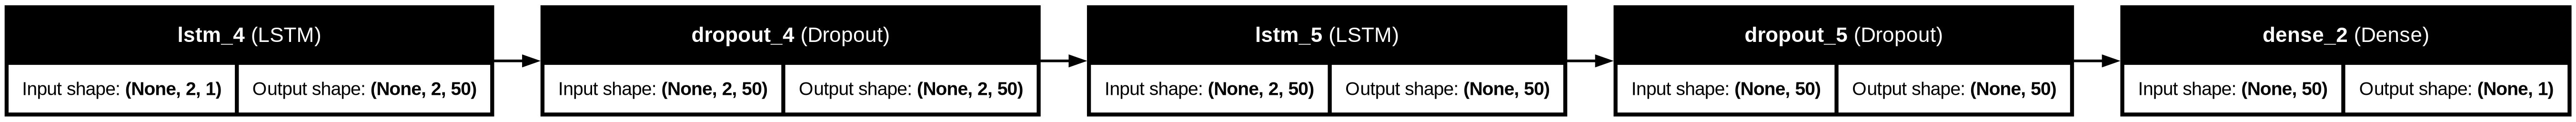 lstm_4 (LSTM)
Input shape: (None, 2, 1)
Output shape: (None, 2, 50)
dropout_4 (Dropout)
Input shape: (None, 2, 50)
Output shape: (None, 2, 50)
lstm_5 (LSTM)
Input shape: (None, 2, 50)
Output shape: (None, 50)
dropout_5 (Dropout)
Input shape: (None, 50)
Output shape: (None, 50)
dense_2 (Dense)
Input shape: (None, 50)
Output shape: (None, 1)